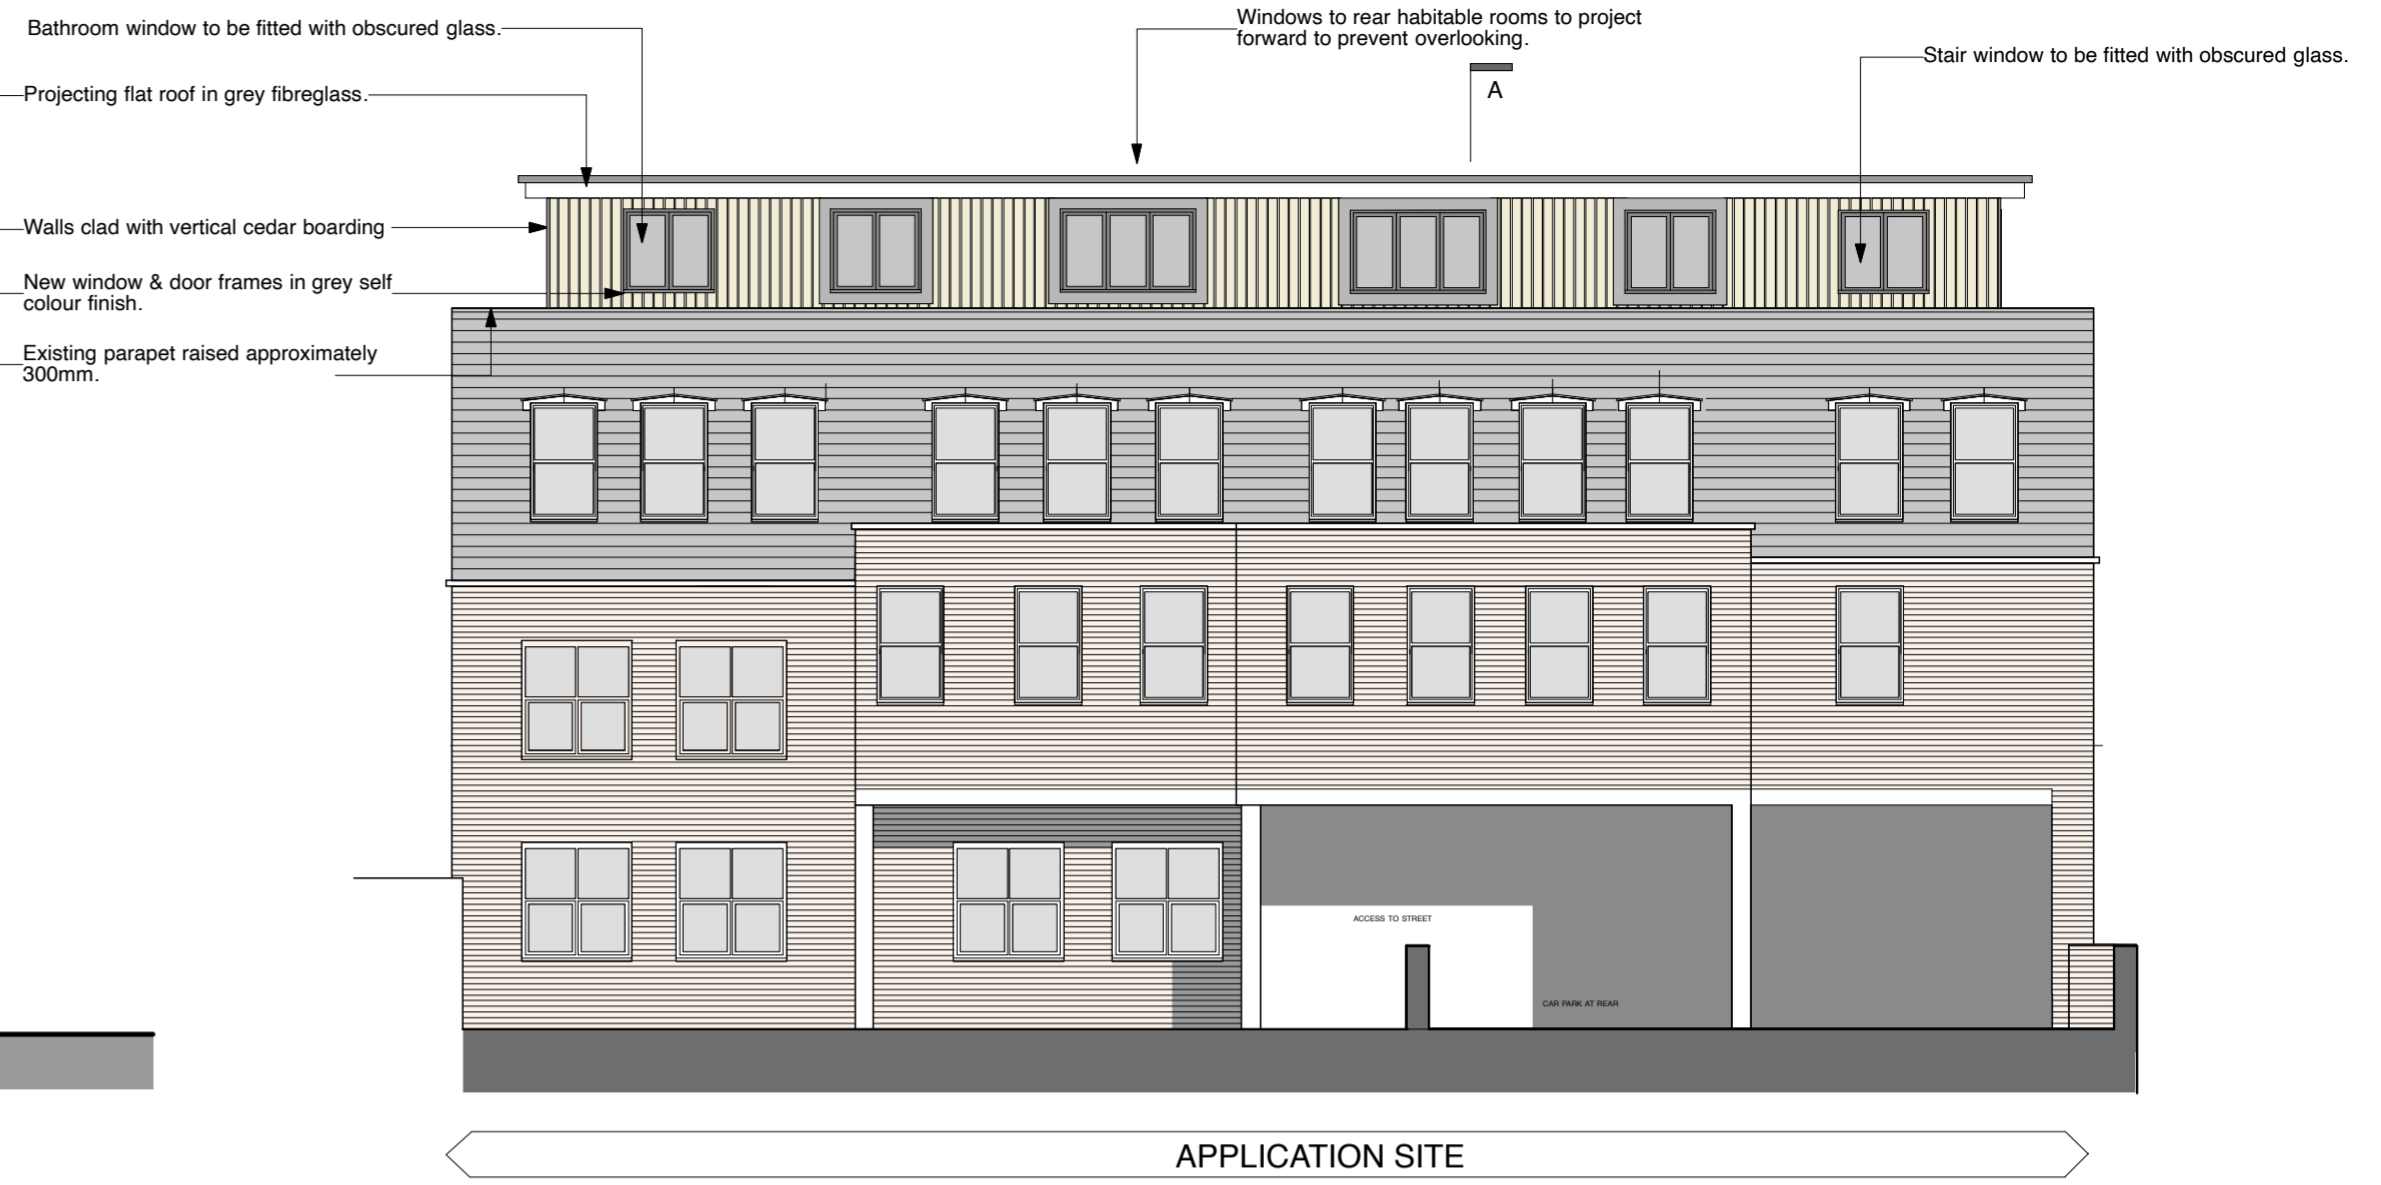 Bathroom window to be fitted with obscured glass.
Windows to rear habitable rooms to project
forward to prevent overlooking.
Stair window to be fitted with obscured glass.
Projecting flat roof in grey fibreglass.
A
Walls clad with vertical cedar boarding
New window & door frames in grey self
colour finish.
Existing parapet raised approximately
300mm.
ACCESS TO STREET
CAR PARK AT REAR
APPLICATION SITE